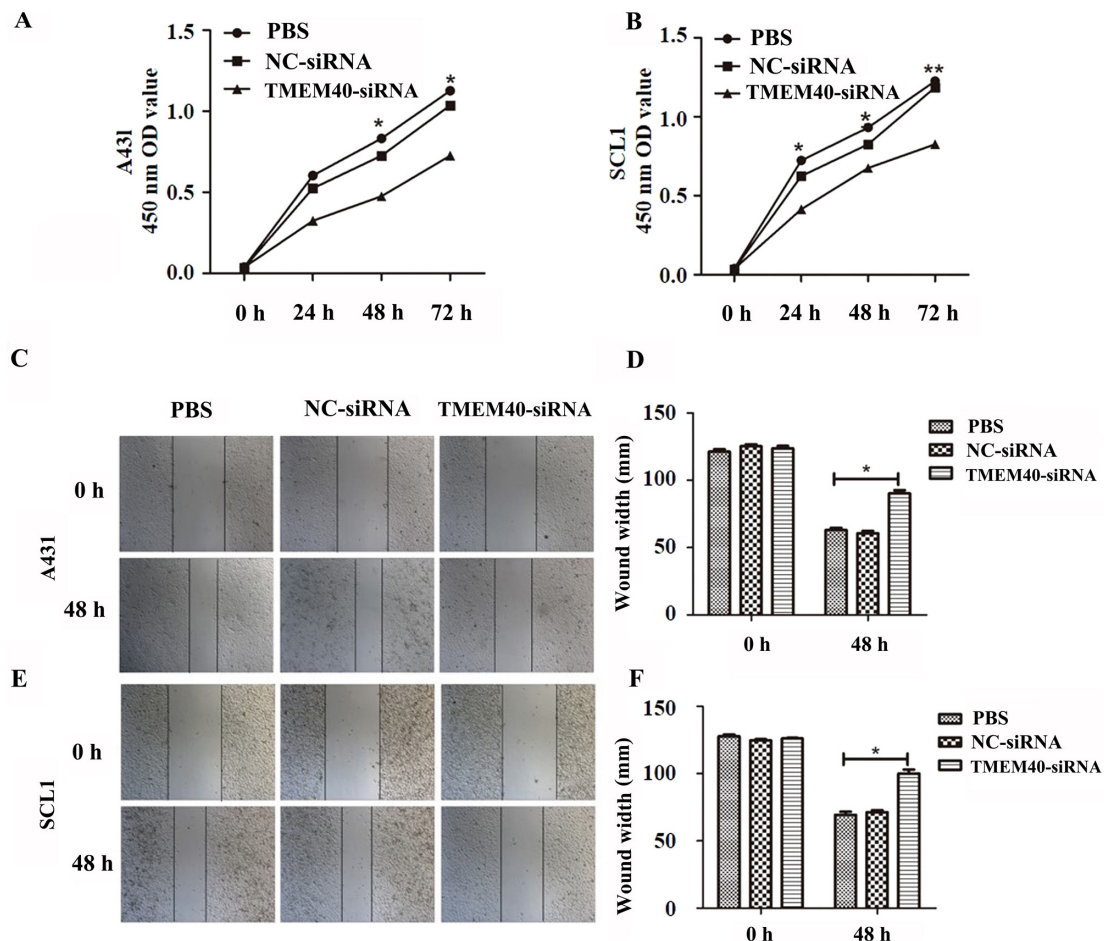 A
1.5
1.0
0.5
0.0
A431
450 nm OD value
PBS
NC-siRNA
TMEM40-siRNA
*
*
0 h
24 h
48 h
72 h
B
1.5
1.0
0.5
0.0
SCL1
450 nm OD value
PBS
NC-siRNA
TMEM40-siRNA
*
*
**
0 h
24 h
48 h
72 h
C
PBS
NC-siRNA
TMEM40-siRNA
A431
0 h
48 h
D
150
100
50
0
Wound width (mm)
PBS
NC-siRNA
TMEM40-siRNA
*
0 h
48 h
E
SCL1
0 h
48 h
F
150
100
50
0
Wound width (mm)
PBS
NC-siRNA
TMEM40-siRNA
*
0 h
48 h